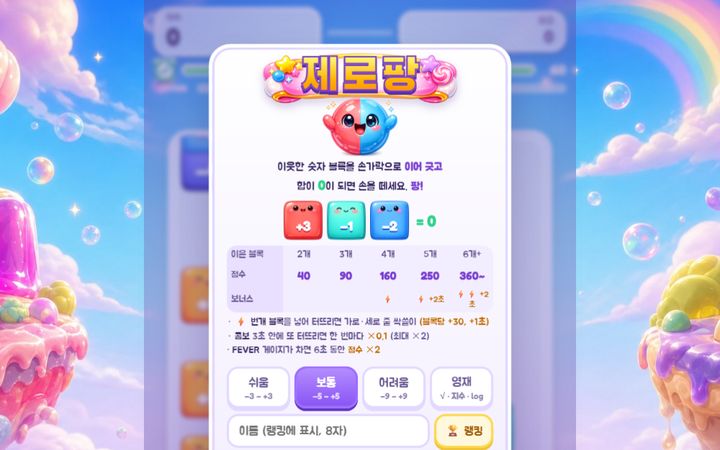 제로팡
이웃한 숫자 블록을 손가락으로 이어 긋고
합이 0이 되면 손을 떼세요. 팡!
+3 −1 −2 = 0
이은 블록 2개 3개 4개 5개 6개+
점수 40 90 160 250 360~
보너스 ⚡ ⚡ +2초 ⚡⚡ +2초
· ⚡ 번개 블록을 넣어 터뜨리면 가로·세로 줄 싹쓸이 (블록당 +30, +1초)
· 콤보 3초 안에 또 터뜨리면 한 번마다 ×0.1 (최대 ×2)
· FEVER 게이지가 차면 6초 동안 점수 ×2
쉬움 보통 어려움 영재
−3 ~ +3 −5 ~ +5 −9 ~ +9 √ · 지수 · log
이름 (랭킹에 표시, 8자) 🏆 랭킹